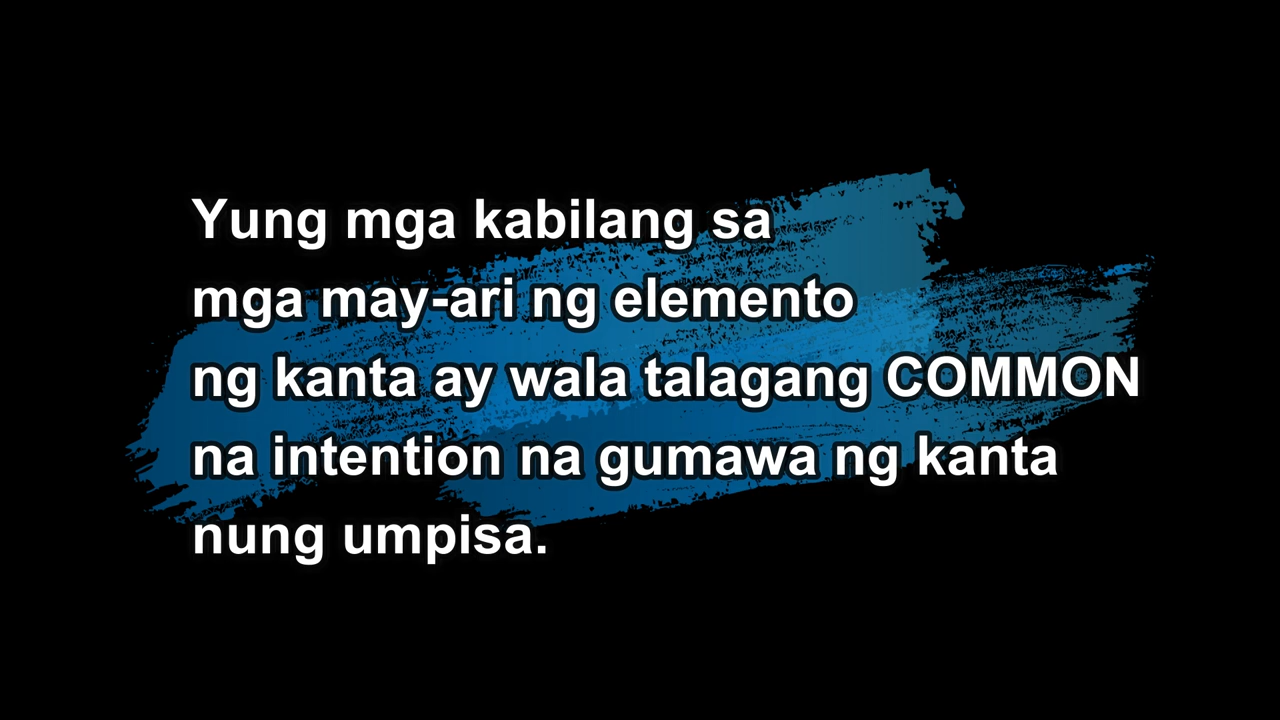 Yung mga kabilang sa
mga may-ari ng elemento
ng kanta ay wala talagang COMMON
na intention na gumawa ng kanta
nung umpisa.